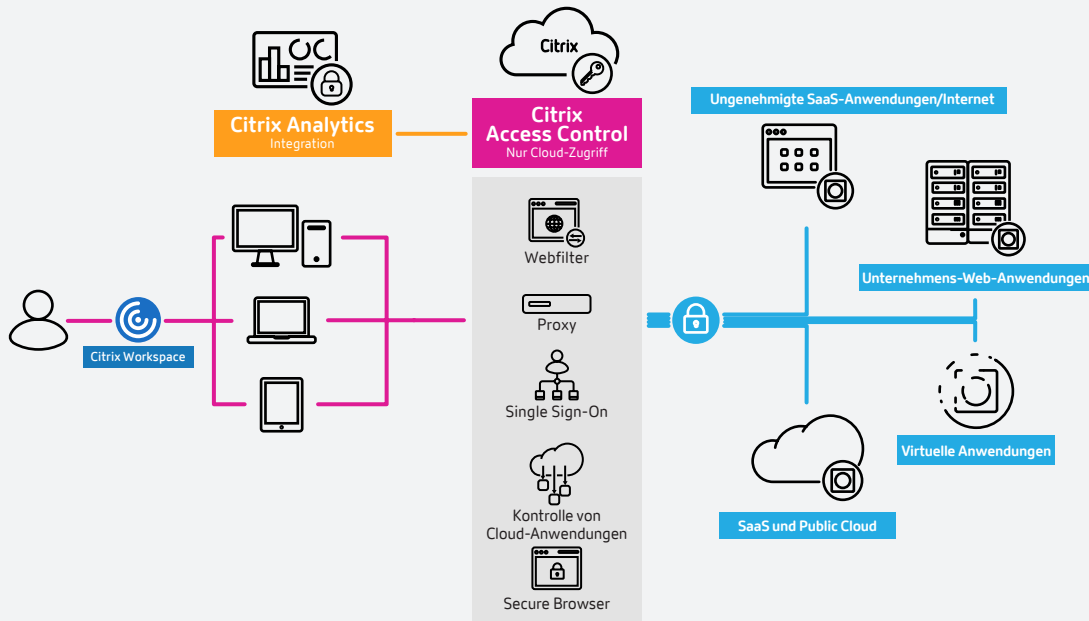 Citrix
Citrix Analytics
Integration
Citrix
Access Control
Nur Cloud-Zugriff
Ungenehmigte SaaS-Anwendungen/Internet
Webfilter
Unternehmens-Web-Anwendungen
Proxy
Citrix Workspace
Single Sign-On
Virtuelle Anwendungen
Kontrolle von
Cloud-Anwendungen
SaaS und Public Cloud
Secure Browser